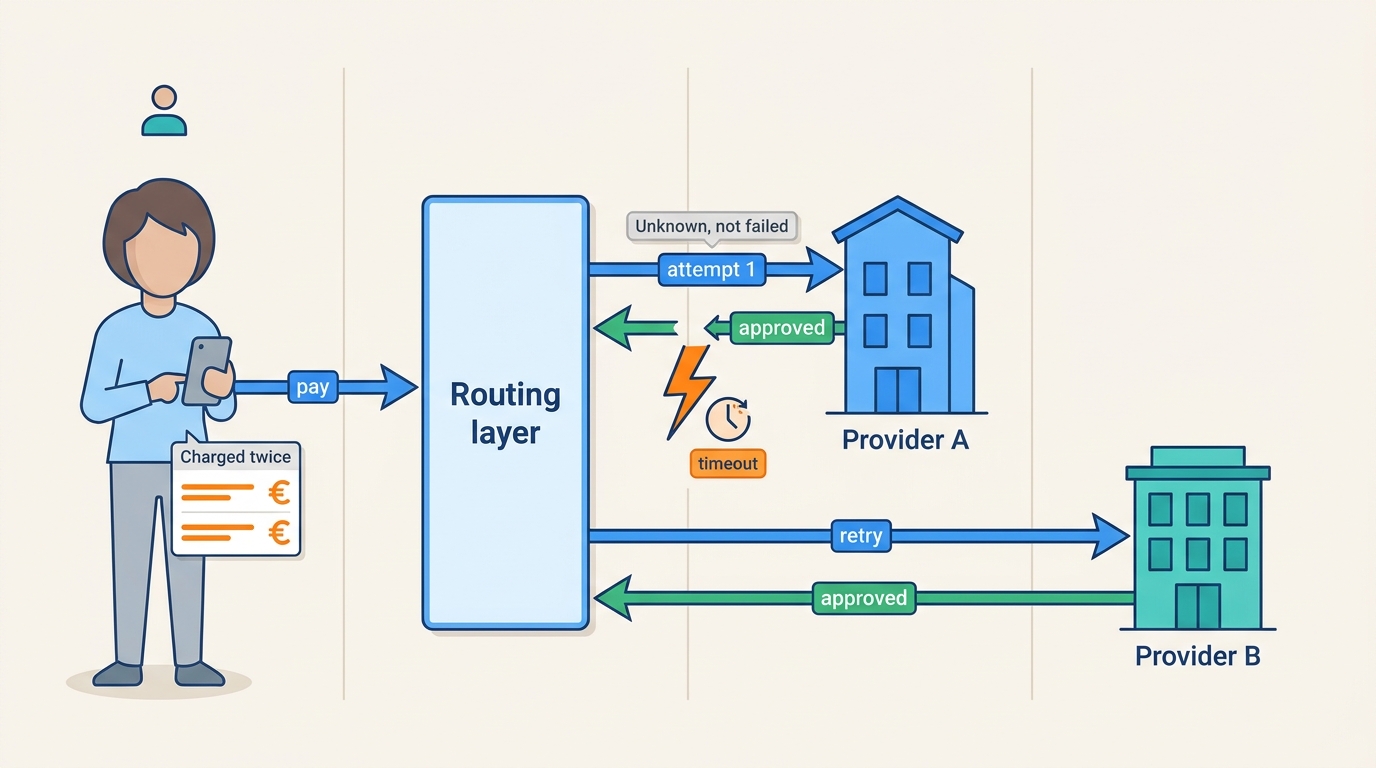 Unknown, not failed
attempt 1
approved
pay
Routing
layer
timeout
Provider A
Charged twice
€
€
retry
approved
Provider B